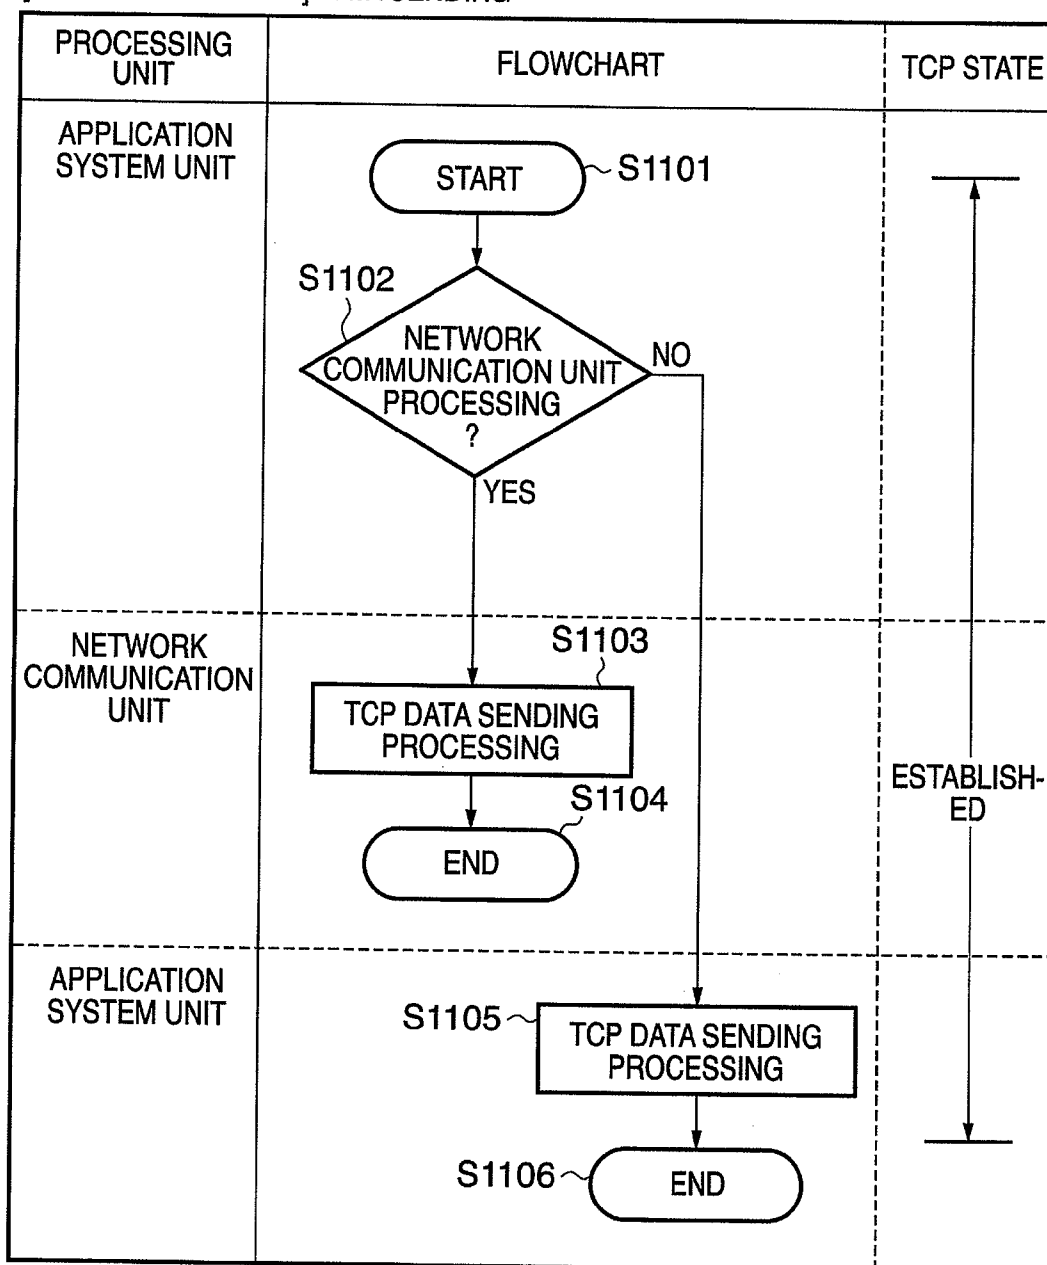 SENDING
PROCESSING
UNIT
FLOWCHART
TCP STATE
APPLICATION
SYSTEM UNIT
START
S1101
S1102
NETWORK
COMMUNICATION UNIT
PROCESSING
?
NO
YES
NETWORK
COMMUNICATION
UNIT
S1103
TCP DATA SENDING
PROCESSING
S1104
END
ESTABLISH-
ED
APPLICATION
SYSTEM UNIT
S1105
TCP DATA SENDING
PROCESSING
S1106
END